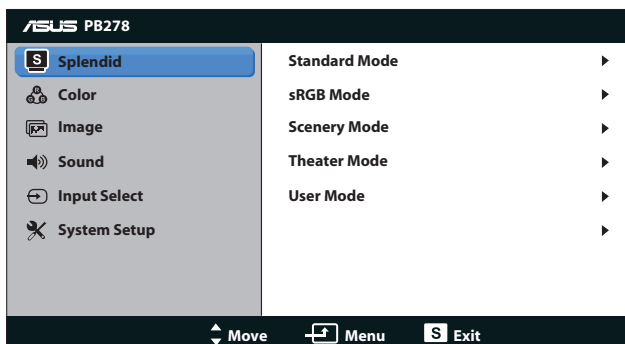 ASUS PB278
S Splendid
Color
Image
Sound
Input Select
System Setup
Standard Mode
sRGB Mode
Scenery Mode
Theater Mode
User Mode
Move Menu S Exit